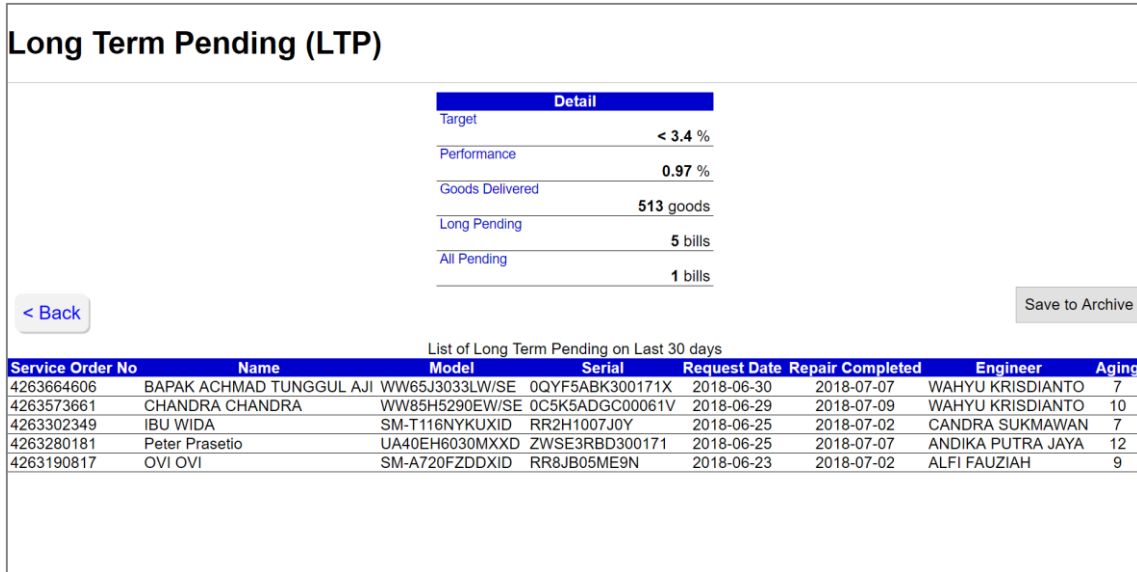 Long Term Pending (LTP)
Detail
Target
< 3.4 %
Performance
0.97 %
Goods Delivered
513 goods
Long Pending
5 bills
All Pending
1 bills
< Back
Save to Archive
List of Long Term Pending on Last 30 days
Service Order No Name Model Serial Request Date Repair Completed Engineer Aging
4263664606 BAPAK ACHMAD TUNGGUL AJI WW65J3033LW/SE 0QYF5ABK300171X 2018-06-30 2018-07-07 WAHYU KRISDIANTO 7
4263573661 CHANDRA CHANDRA WW85H5290EW/SE 0C5K5ADGC00061V 2018-06-29 2018-07-09 WAHYU KRISDIANTO 10
4263302349 IBU WIDA SM-T116NYKUXID RR2H1007J0Y 2018-06-25 2018-07-02 CANDRA SUKMAWAN 7
4263280181 Peter Prasetio UA40EH6030MXXD ZWSE3RBD300171 2018-06-25 2018-07-07 ANDIKA PUTRA JAYA 12
4263190817 OVI OVI SM-A720FZDDXID RR8JB05ME9N 2018-06-23 2018-07-02 ALFI FAUZIAH 9